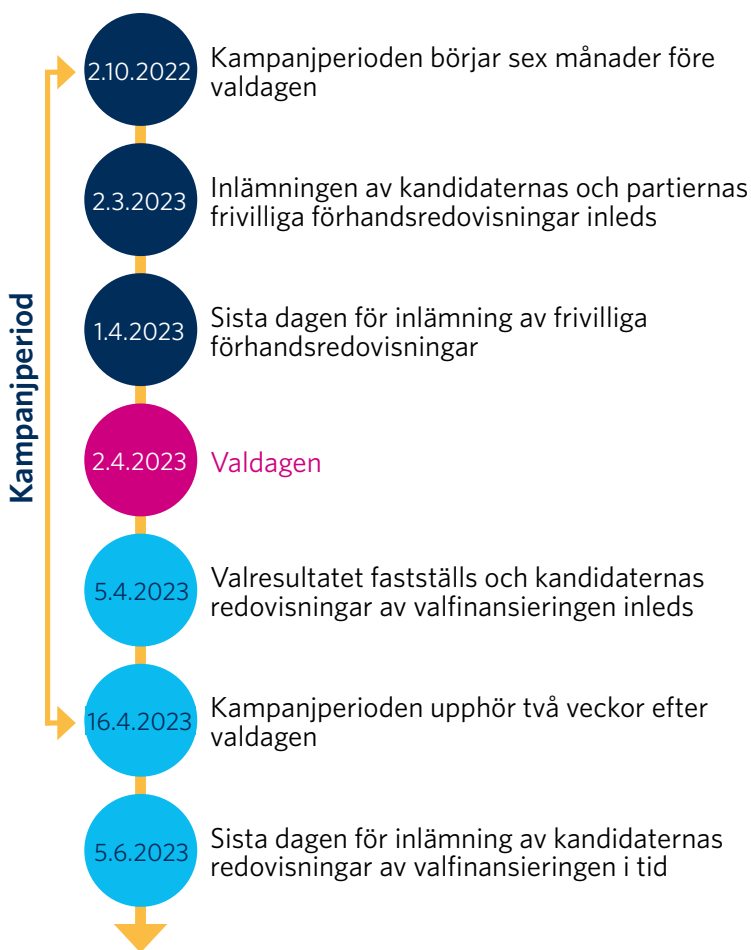 Kampanjperiod
2.10.2022
Kampanjperioden börjar sex månader före
valdagen
2.3.2023
Inlämningen av kandidaternas och partiernas
frivilliga förhandsredovisningar inleds
1.4.2023
Sista dagen för inlämning av frivilliga
förhandsredovisningar
2.4.2023
Valdagen
5.4.2023
Valresultatet fastställs och kandidaternas
redovisningar av valfinansieringen inleds
16.4.2023
Kampanjperioden upphör två veckor efter
valdagen
5.6.2023
Sista dagen för inlämning av kandidaternas
redovisningar av valfinansieringen i tid